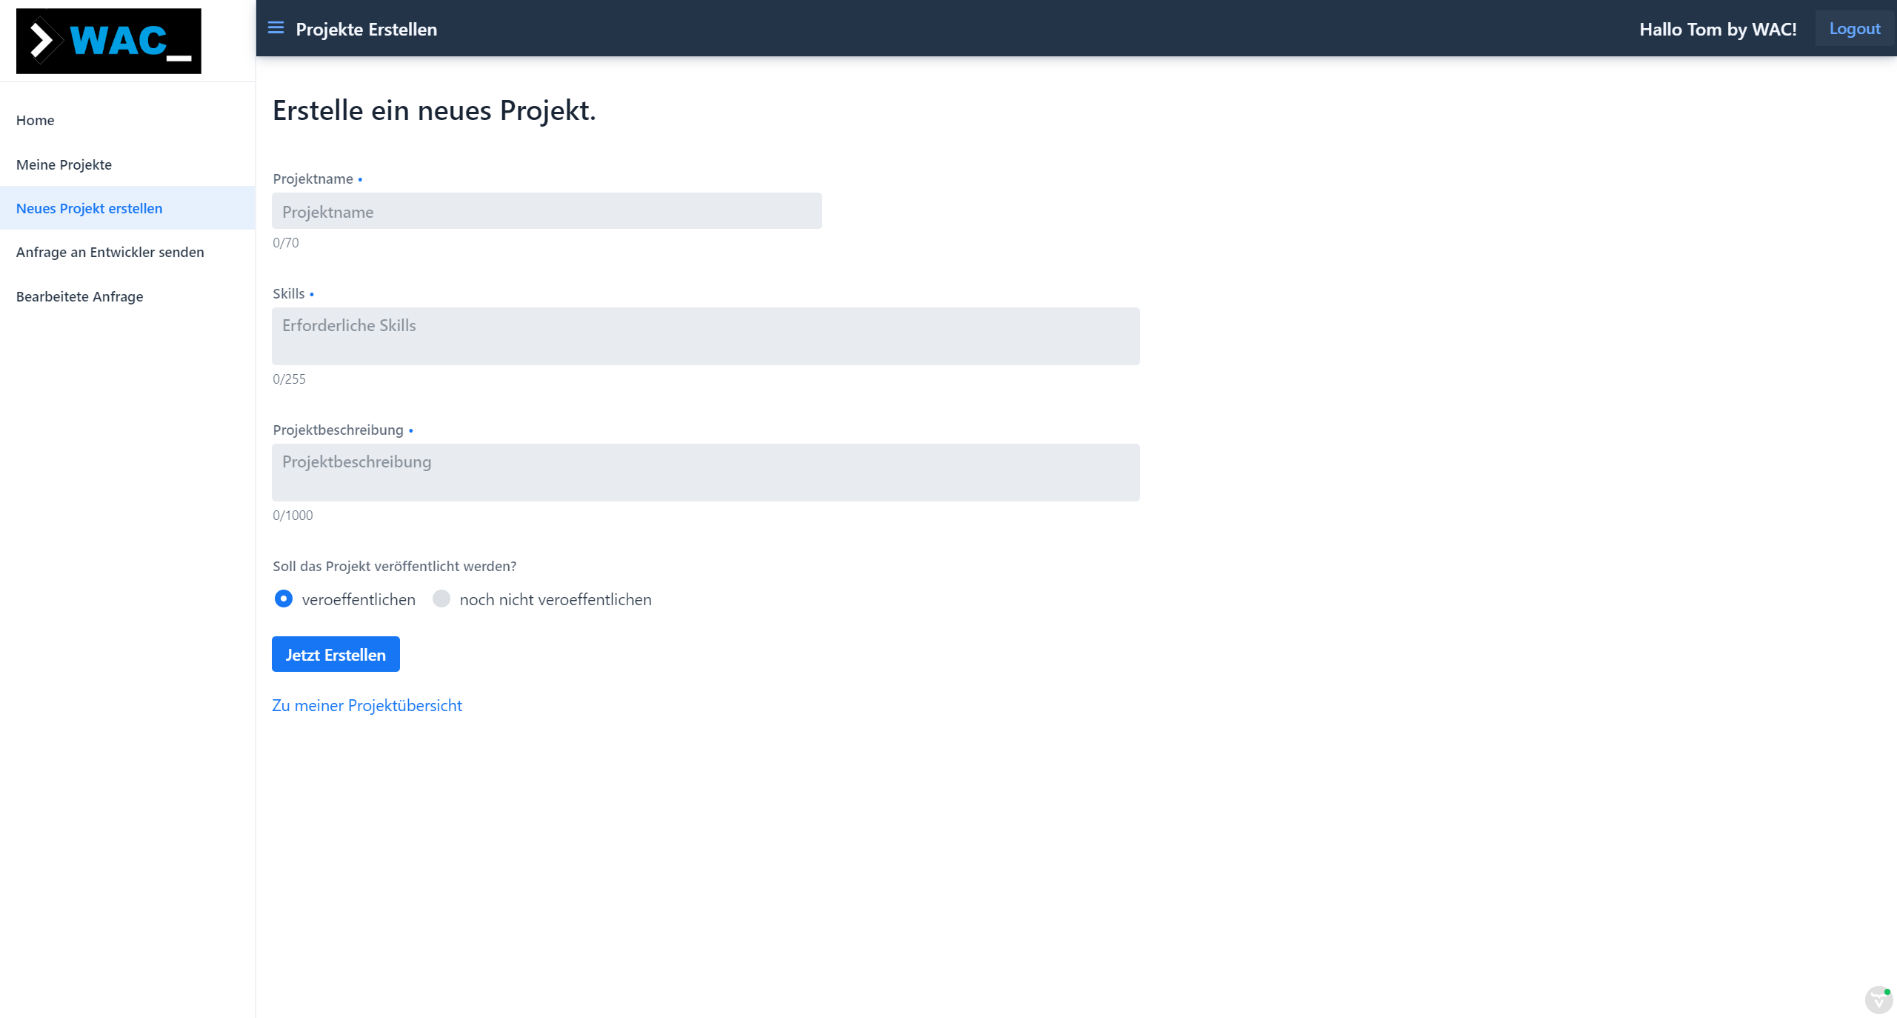 WAC_
Projekte Erstellen
Hallo Tom by WAC!
Logout
Home
Meine Projekte
Neues Projekt erstellen
Anfrage an Entwickler senden
Bearbeitete Anfrage
Erstelle ein neues Projekt.
Projektname •
Projektname
0/70
Skills •
Erforderliche Skills
0/255
Projektbeschreibung •
Projektbeschreibung
0/1000
Soll das Projekt veröffentlicht werden?
veroeffentlichen
noch nicht veroeffentlichen
Jetzt Erstellen
Zu meiner Projektübersicht